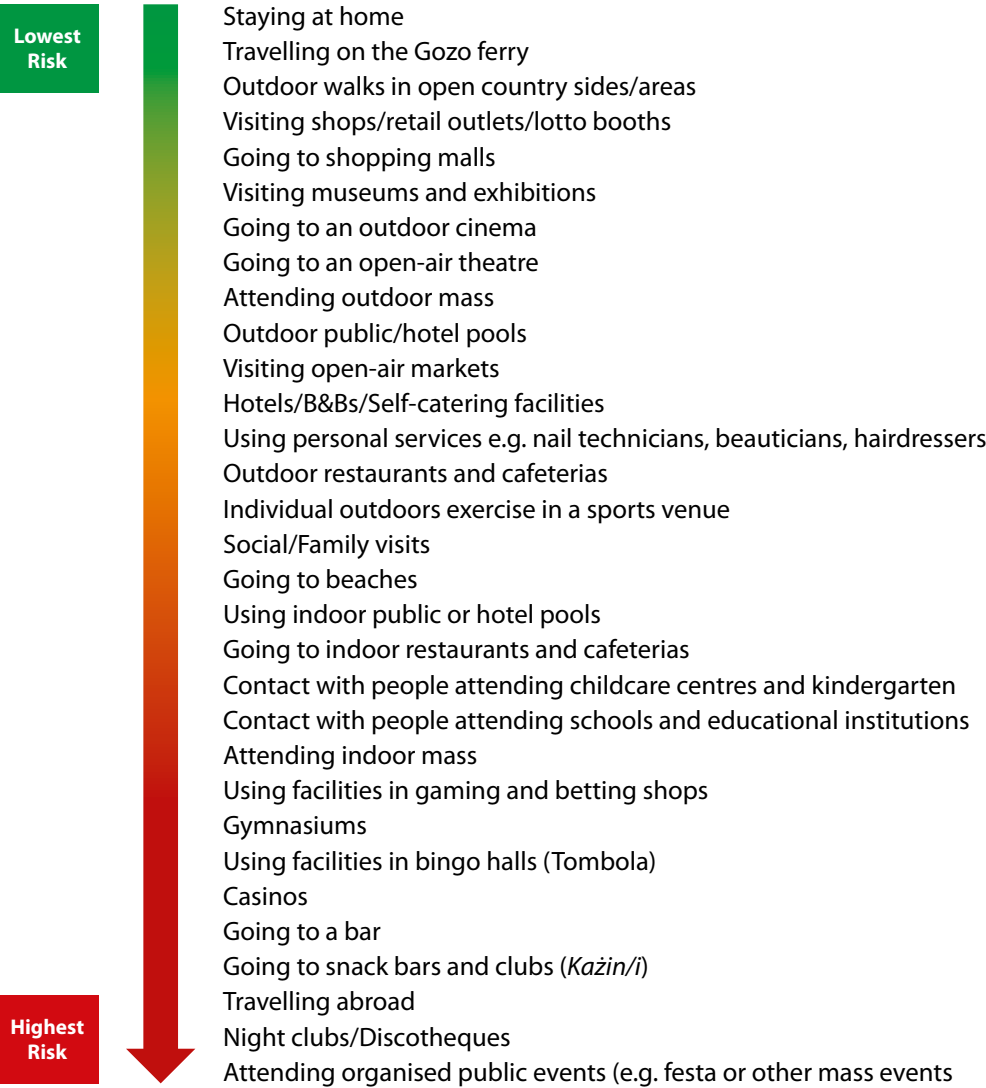 Lowest
Risk
Staying at home
Travelling on the Gozo ferry
Outdoor walks in open country sides/areas
Visiting shops/retail outlets/lotto booths
Going to shopping malls
Visiting museums and exhibitions
Going to an outdoor cinema
Going to an open-air theatre
Attending outdoor mass
Outdoor public/hotel pools
Visiting open-air markets
Hotels/B&Bs/Self-catering facilities
Using personal services e.g. nail technicians, beauticians, hairdressers
Outdoor restaurants and cafeterias
Individual outdoors exercise in a sports venue
Social/Family visits
Going to beaches
Using indoor public or hotel pools
Going to indoor restaurants and cafeterias
Contact with people attending childcare centres and kindergarten
Contact with people attending schools and educational institutions
Attending indoor mass
Using facilities in gaming and betting shops
Gymnasiums
Using facilities in bingo halls (Tombola)
Casinos
Going to a bar
Going to snack bars and clubs (Każin/i)
Travelling abroad
Night clubs/Discotheques
Attending organised public events (e.g. festa or other mass events
Highest
Risk